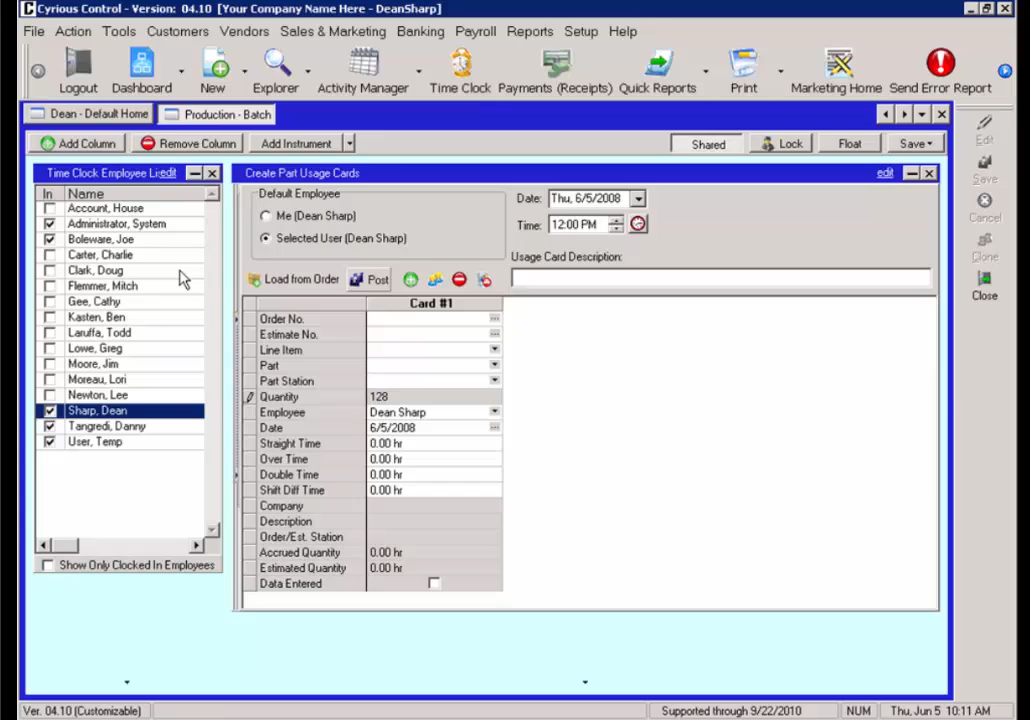 Cyrious Control - Version: 04.10 [Your Company Name Here - DeanSharp]
File Action Tools Customers Vendors Sales & Marketing Banking Payroll Reports Setup Help
Logout Dashboard New Explorer Activity Manager Time Clock Payments (Receipts) Quick Reports Print Marketing Home Send Error Report
Dean - Default Home Production - Batch
Add Column Remove Column Add Instrument Shared Lock Float Save
Edit
Save
Cancel
Clone
Close
Time Clock Employee Li edit
In Name
Account, House
Administrator, System
Boleware, Joe
Carter, Charlie
Clark, Doug
Flemmer, Mitch
Gee, Cathy
Kasten, Ben
Laruffa, Todd
Lowe, Greg
Moore, Jim
Moreau, Lori
Newton, Lee
Sharp, Dean
Tangredi, Danny
User, Temp
Show Only Clocked In Employees
Create Part Usage Cards edit
Default Employee
Me (Dean Sharp)
Selected User (Dean Sharp)
Date: Thu, 6/5/2008
Time: 12:00 PM
Usage Card Description:
Load from Order Post
Card #1
Order No.
Estimate No.
Line Item
Part
Part Station
Quantity 128
Employee Dean Sharp
Date 6/5/2008
Straight Time 0.00 hr
Over Time 0.00 hr
Double Time 0.00 hr
Shift Diff Time 0.00 hr
Company
Description
Order/Est. Station
Accrued Quantity 0.00 hr
Estimated Quantity 0.00 hr
Data Entered
Ver. 04.10 (Customizable) Supported through 9/22/2010 NUM Thu, Jun 5 10:11 AM